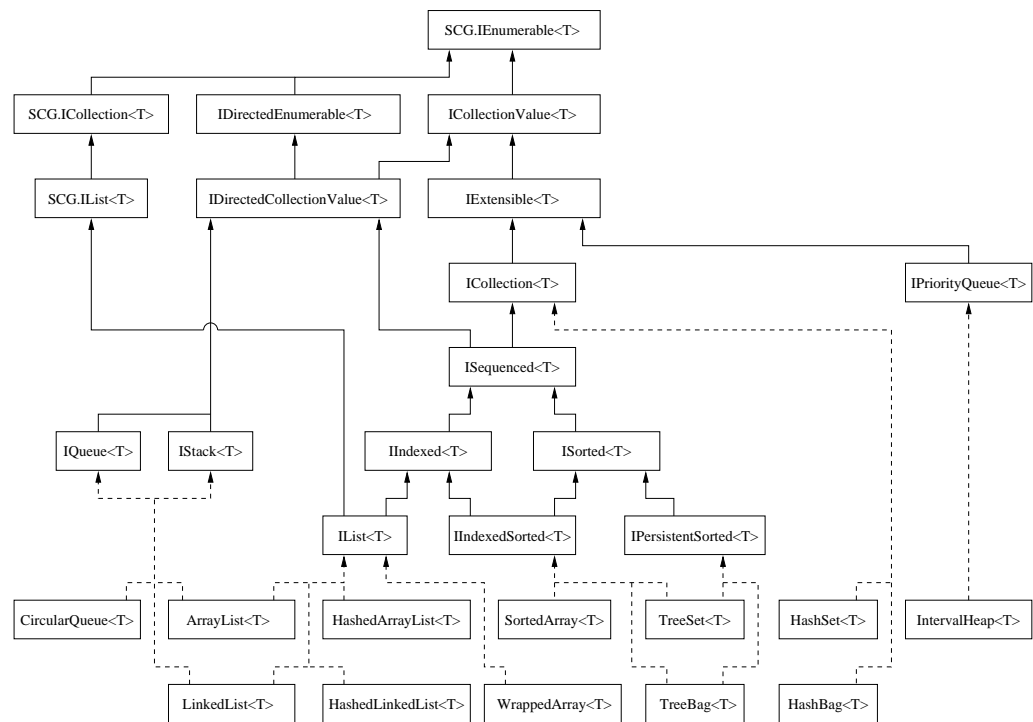 SCG.IEnumerable<T>
SCG.ICollection<T>
IDirectedEnumerable<T>
ICollectionValue<T>
SCG.IList<T>
IDirectedCollectionValue<T>
IExtensible<T>
ICollection<T>
IPriorityQueue<T>
ISequenced<T>
IQueue<T>
IStack<T>
IIndexed<T>
ISorted<T>
IList<T>
IIndexedSorted<T>
IPersistentSorted<T>
CircularQueue<T>
ArrayList<T>
HashedArrayList<T>
SortedArray<T>
TreeSet<T>
HashSet<T>
IntervalHeap<T>
LinkedList<T>
HashedLinkedList<T>
WrappedArray<T>
TreeBag<T>
HashBag<T>